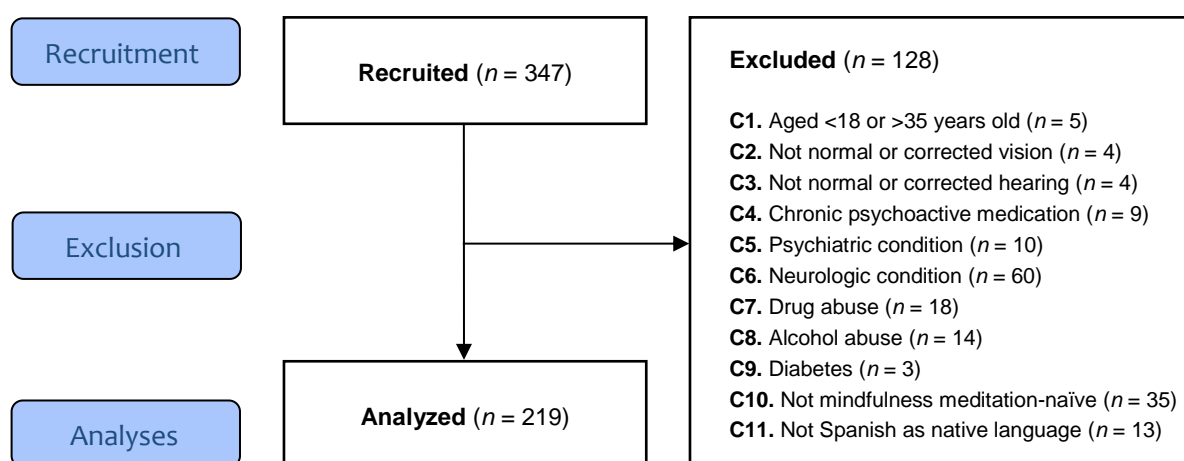 Recruitment
Recruited (n = 347)
Excluded (n = 128)
C1. Aged <18 or >35 years old (n = 5)
C2. Not normal or corrected vision (n = 4)
C3. Not normal or corrected hearing (n = 4)
C4. Chronic psychoactive medication (n = 9)
C5. Psychiatric condition (n = 10)
C6. Neurologic condition (n = 60)
C7. Drug abuse (n = 18)
C8. Alcohol abuse (n = 14)
C9. Diabetes (n = 3)
C10. Not mindfulness meditation-naïve (n = 35)
C11. Not Spanish as native language (n = 13)
Exclusion
Analyzed (n = 219)
Analyses